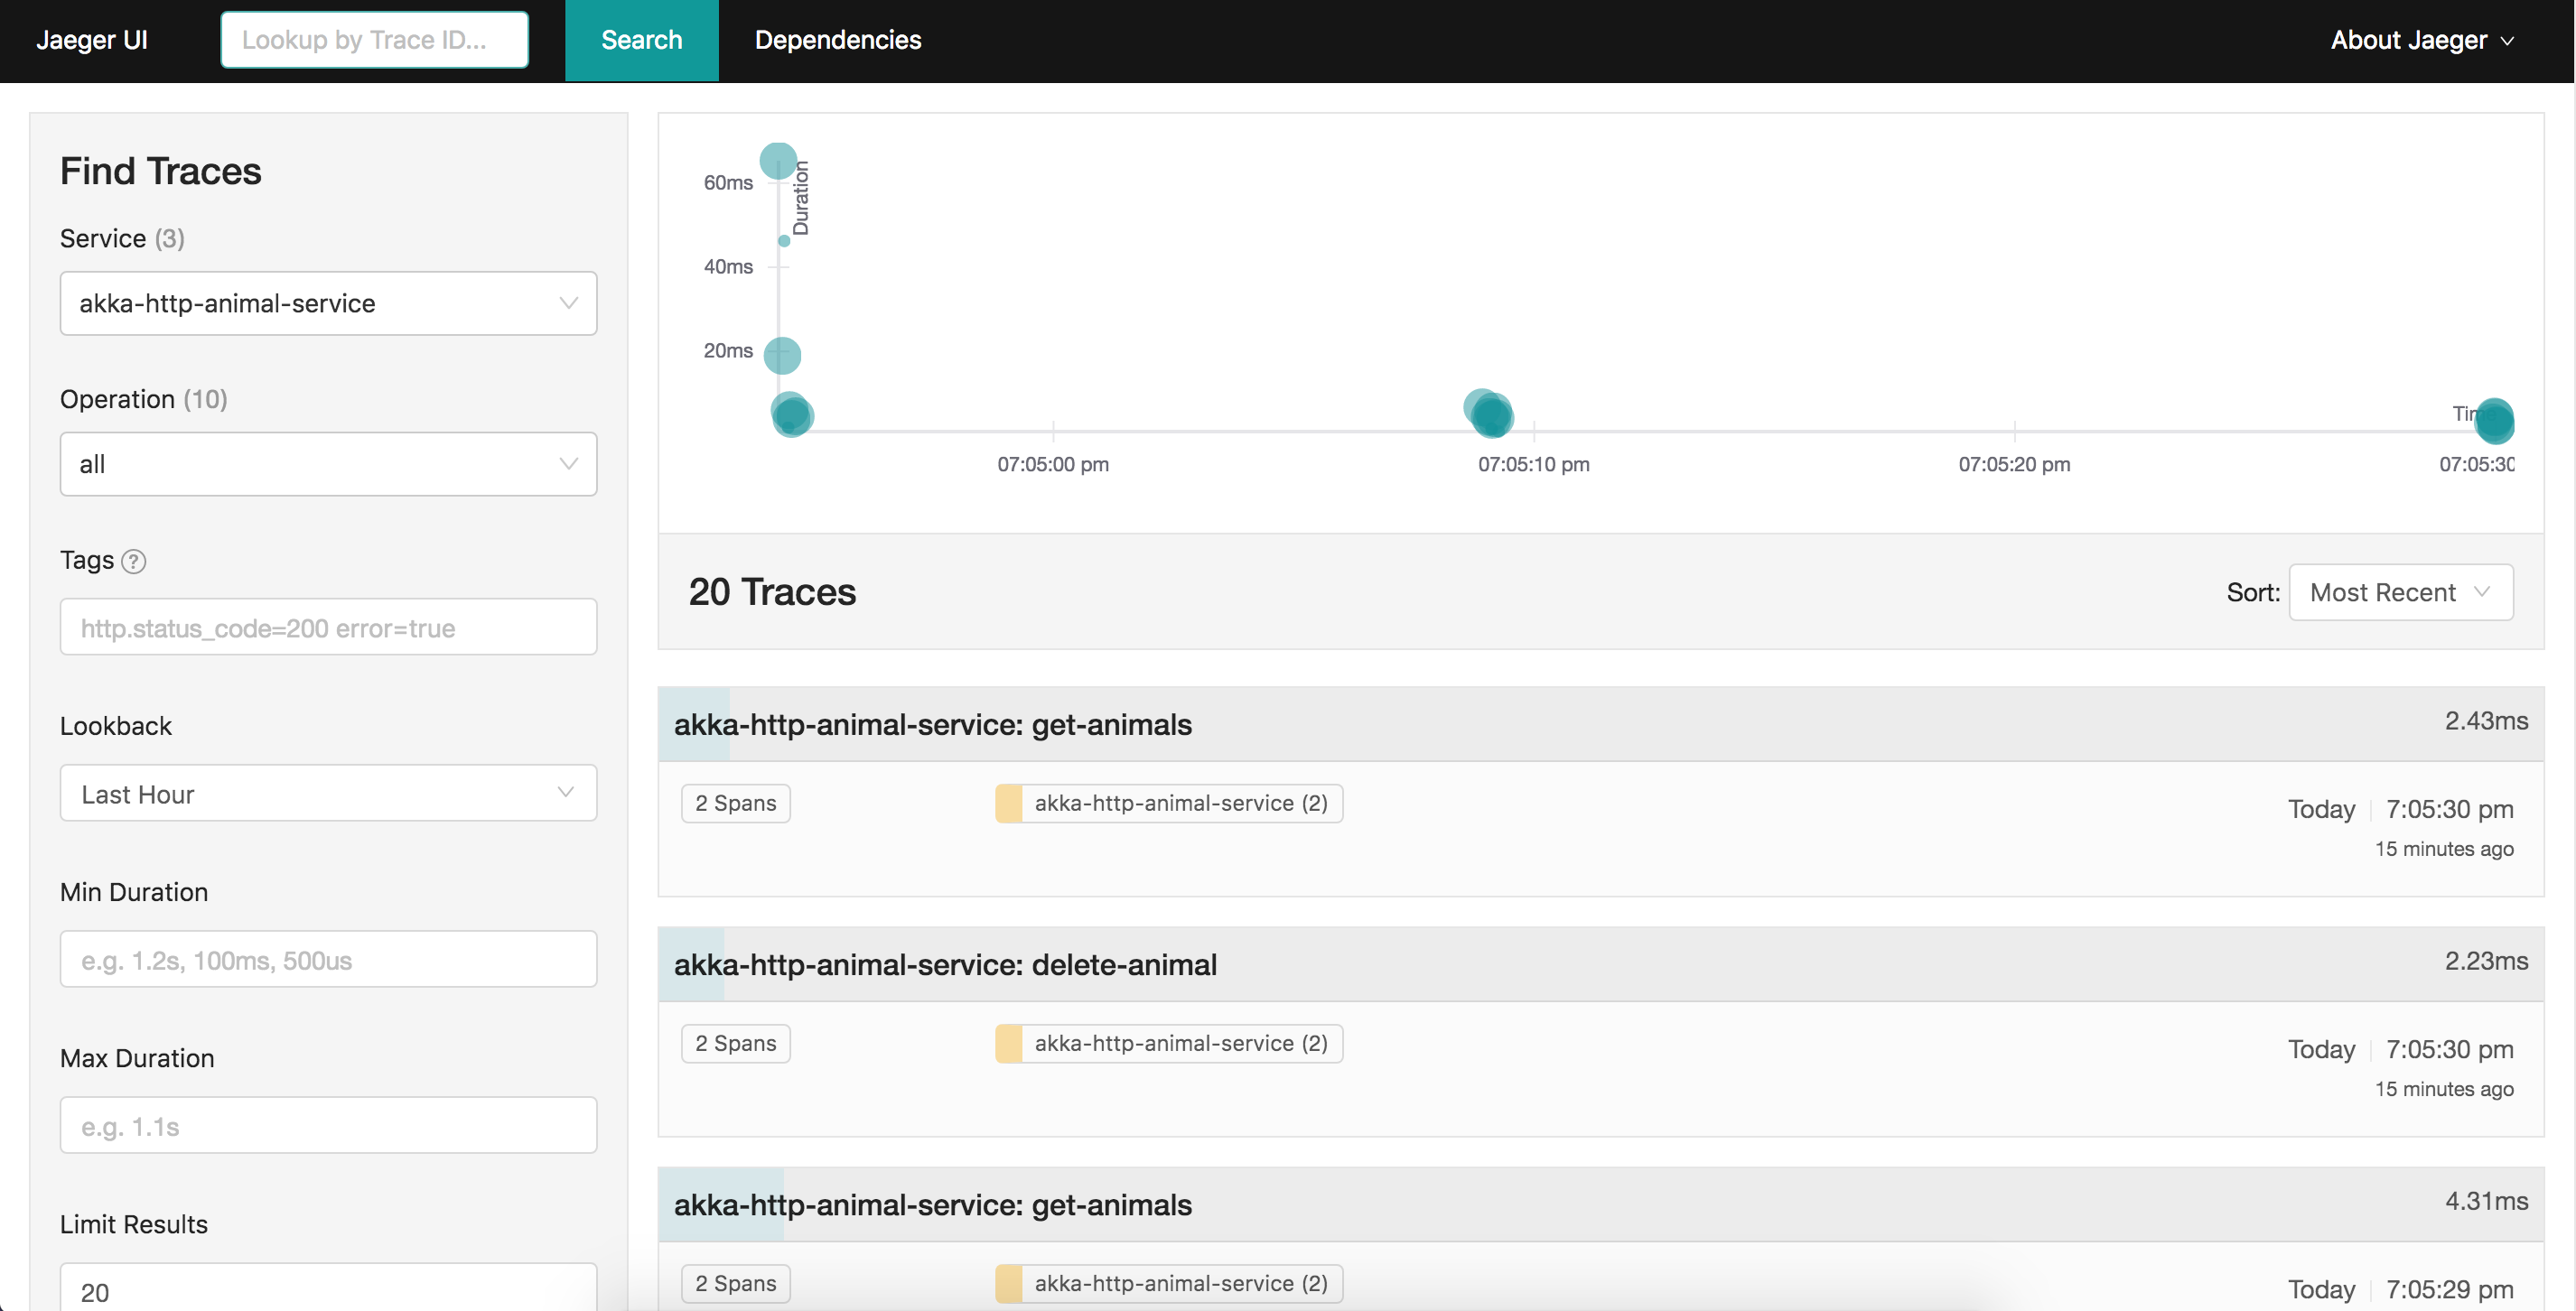 Jaeger UI
Lookup by Trace ID...
Search
Dependencies
About Jaeger
Find Traces
Service (3)
akka-http-animal-service
Operation (10)
all
Tags ?
http.status_code=200 error=true
Lookback
Last Hour
Min Duration
e.g. 1.2s, 100ms, 500us
Max Duration
e.g. 1.1s
Limit Results
20
Duration
60ms
40ms
20ms
07:05:00 pm
07:05:10 pm
07:05:20 pm
07:05:30
20 Traces
Sort: Most Recent
akka-http-animal-service: get-animals
2.43ms
2 Spans
akka-http-animal-service (2)
Today 7:05:30 pm
15 minutes ago
akka-http-animal-service: delete-animal
2.23ms
2 Spans
akka-http-animal-service (2)
Today 7:05:30 pm
15 minutes ago
akka-http-animal-service: get-animals
4.31ms
2 Spans
akka-http-animal-service (2)
Today 7:05:29 pm